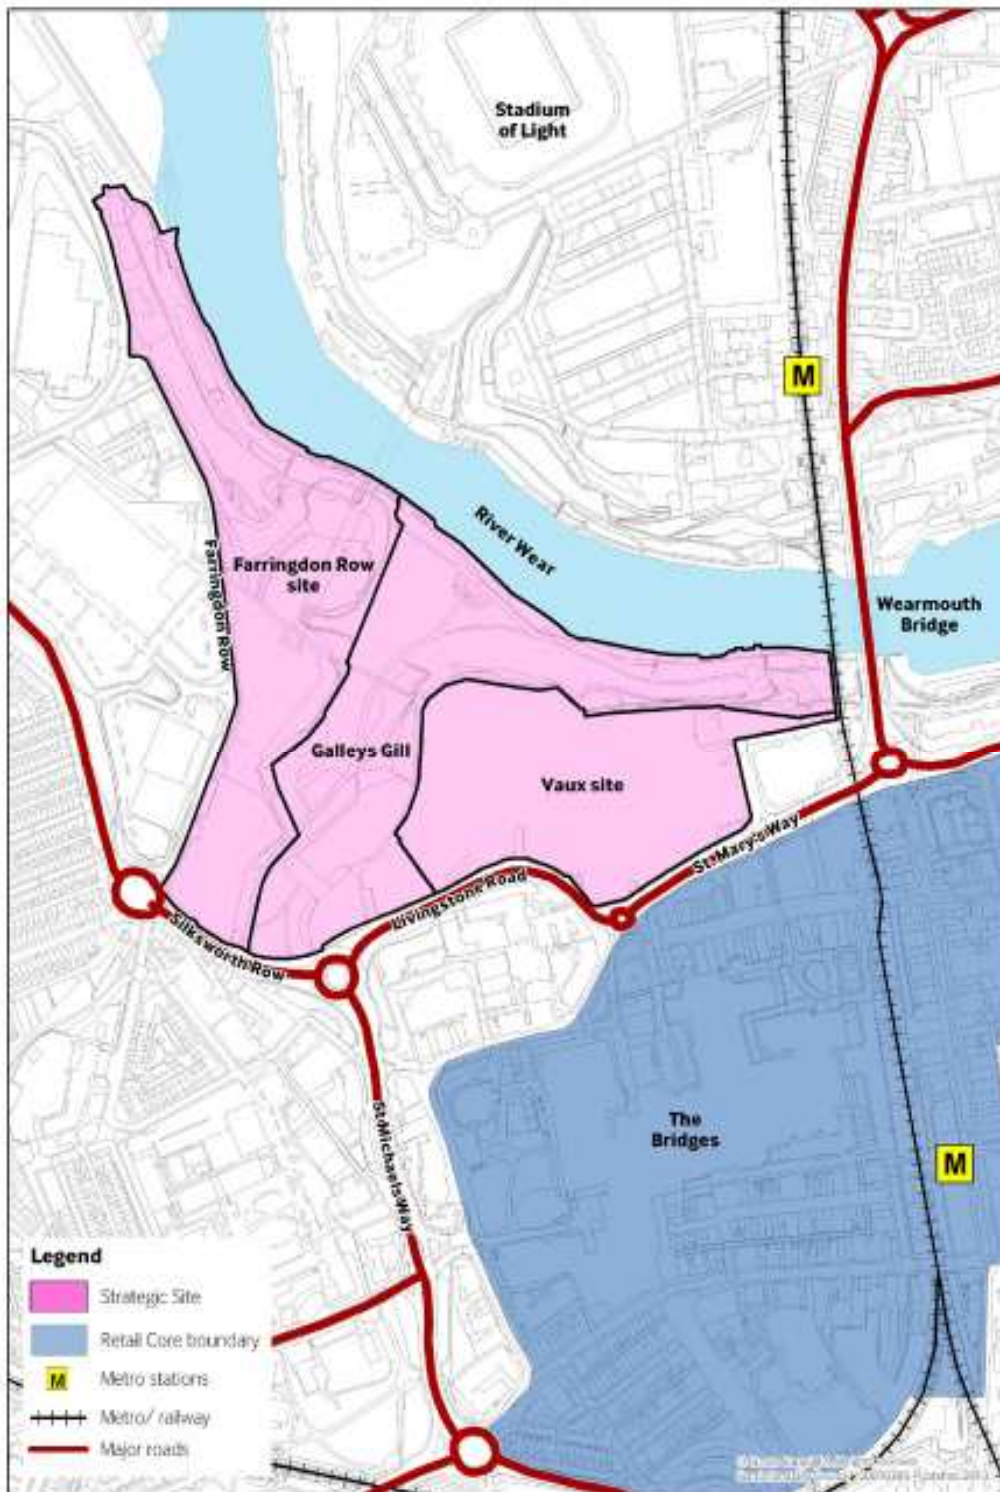 Stadium
of Light
M
River Wear
Farringdon Row
site
Farringdon Row
Wearmouth
Bridge
Galleys Gill
Vaux site
St Mary's Way
Livingstone Road
Silksworth Row
The
Bridges
St Michaels Way
M
Legend
Strategic Site
Retail Core boundary
M Metro stations
Metro/ railway
Major roads